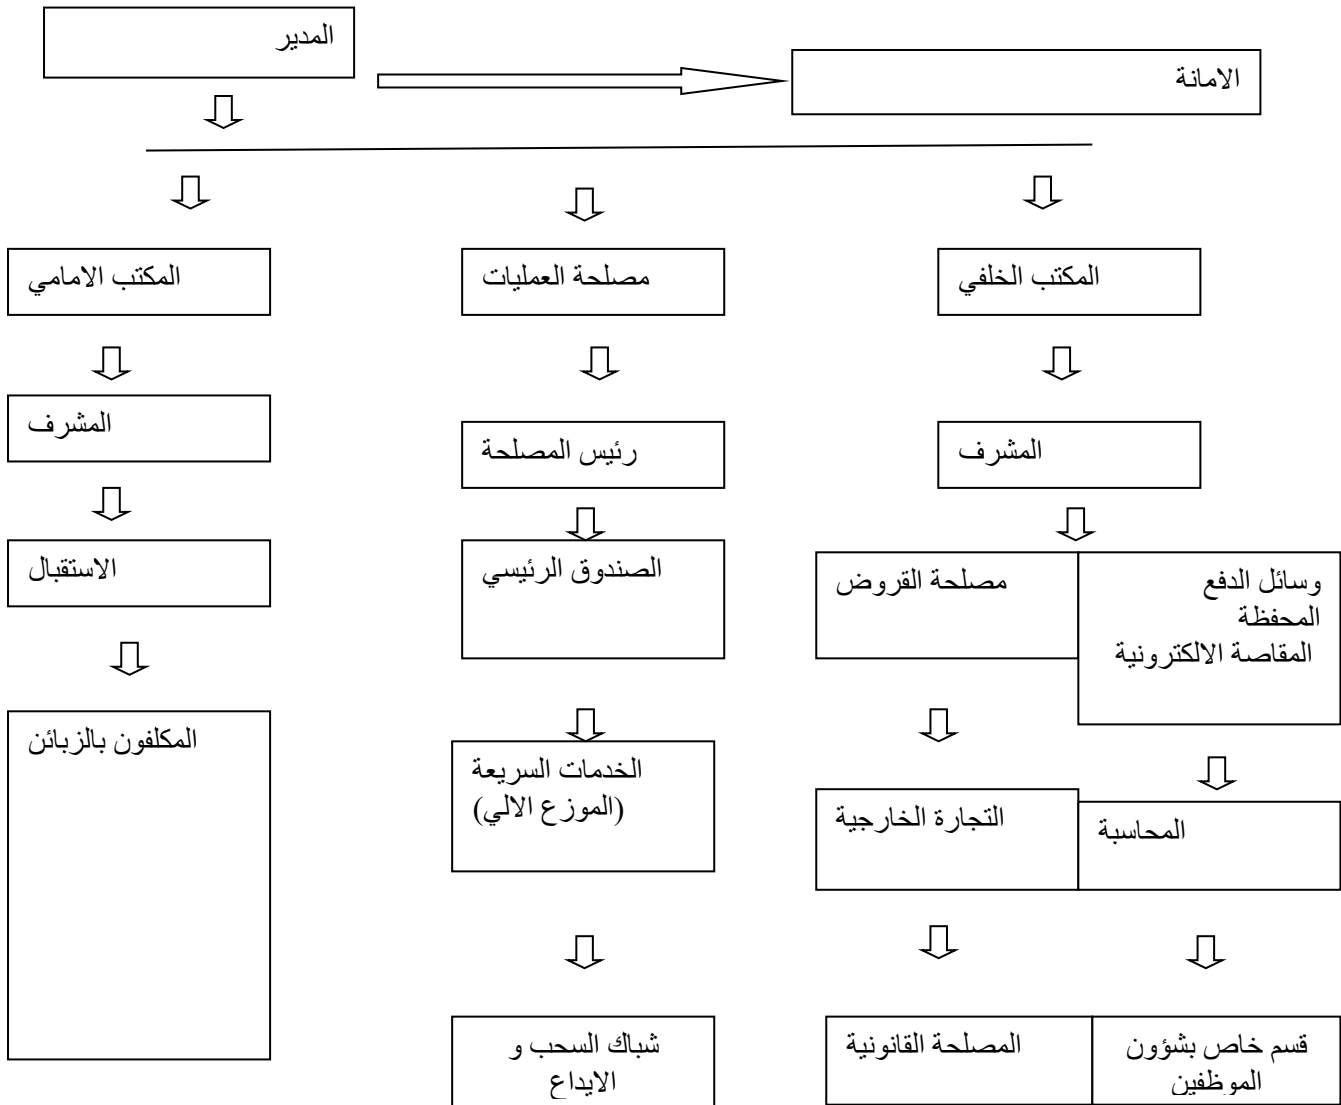 المدير
الامانة
المكتب الخلفي
مصلحة العمليات
المكتب الامامي
المشرف
رئيس المصلحة
المشرف
وسائل الدفع
المحفظة
المقاصة الالكترونية
مصلحة القروض
الصندوق الرئيسي
الاستقبال
المحاسبة
التجارة الخارجية
الخدمات السريعة
(الموزع الالي)
المكلفون بالزبائن
قسم خاص بشؤون
الموظفين
المصلحة القانونية
شباك السحب و
الايداع